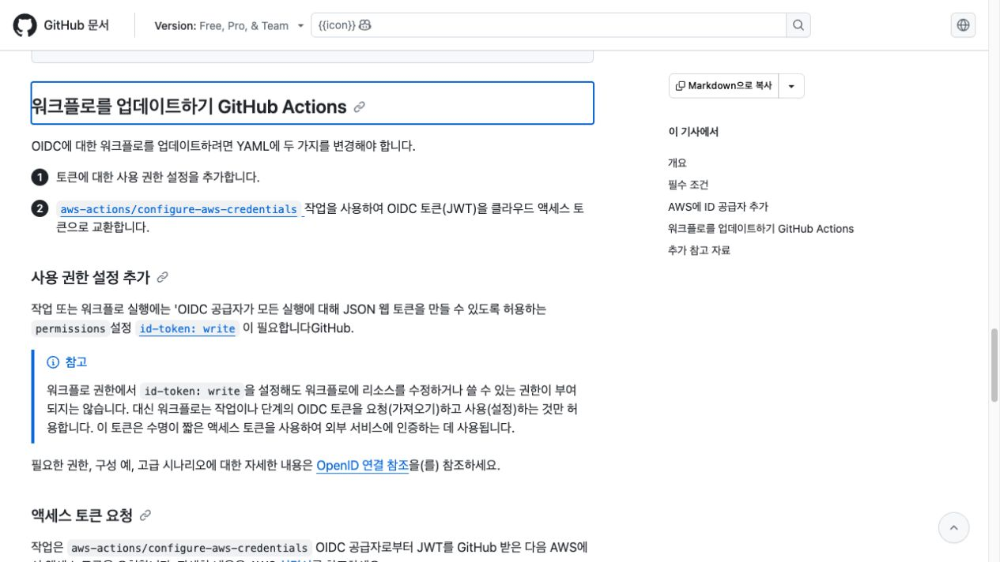 GitHub 문서
Version: Free, Pro, & Team
{{icon}}
워크플로를 업데이트하기 GitHub Actions
OIDC에 대한 워크플로를 업데이트하려면 YAML에 두 가지를 변경해야 합니다.
1 토큰에 대한 사용 권한 설정을 추가합니다.
2 aws-actions/configure-aws-credentials 작업을 사용하여 OIDC 토큰(JWT)을 클라우드 액세스 토
큰으로 교환합니다.
사용 권한 설정 추가
작업 또는 워크플로 실행에는 'OIDC 공급자가 모든 실행에 대해 JSON 웹 토큰을 만들 수 있도록 허용하는
permissions 설정 id-token: write 이 필요합니다GitHub.
참고
워크플로 권한에서 id-token: write 을 설정해도 워크플로에 리소스를 수정하거나 쓸 수 있는 권한이 부여
되지는 않습니다. 대신 워크플로는 작업이나 단계의 OIDC 토큰을 요청(가져오기)하고 사용(설정)하는 것만 허
용합니다. 이 토큰은 수명이 짧은 액세스 토큰을 사용하여 외부 서비스에 인증하는 데 사용됩니다.
필요한 권한, 구성 예, 고급 시나리오에 대한 자세한 내용은 OpenID 연결 참조을(를) 참조하세요.
액세스 토큰 요청
작업은 aws-actions/configure-aws-credentials OIDC 공급자로부터 JWT를 GitHub 받은 다음 AWS에
Markdown으로 복사
이 기사에서
개요
필수 조건
AWS에 ID 공급자 추가
워크플로를 업데이트하기 GitHub Actions
추가 참고 자료